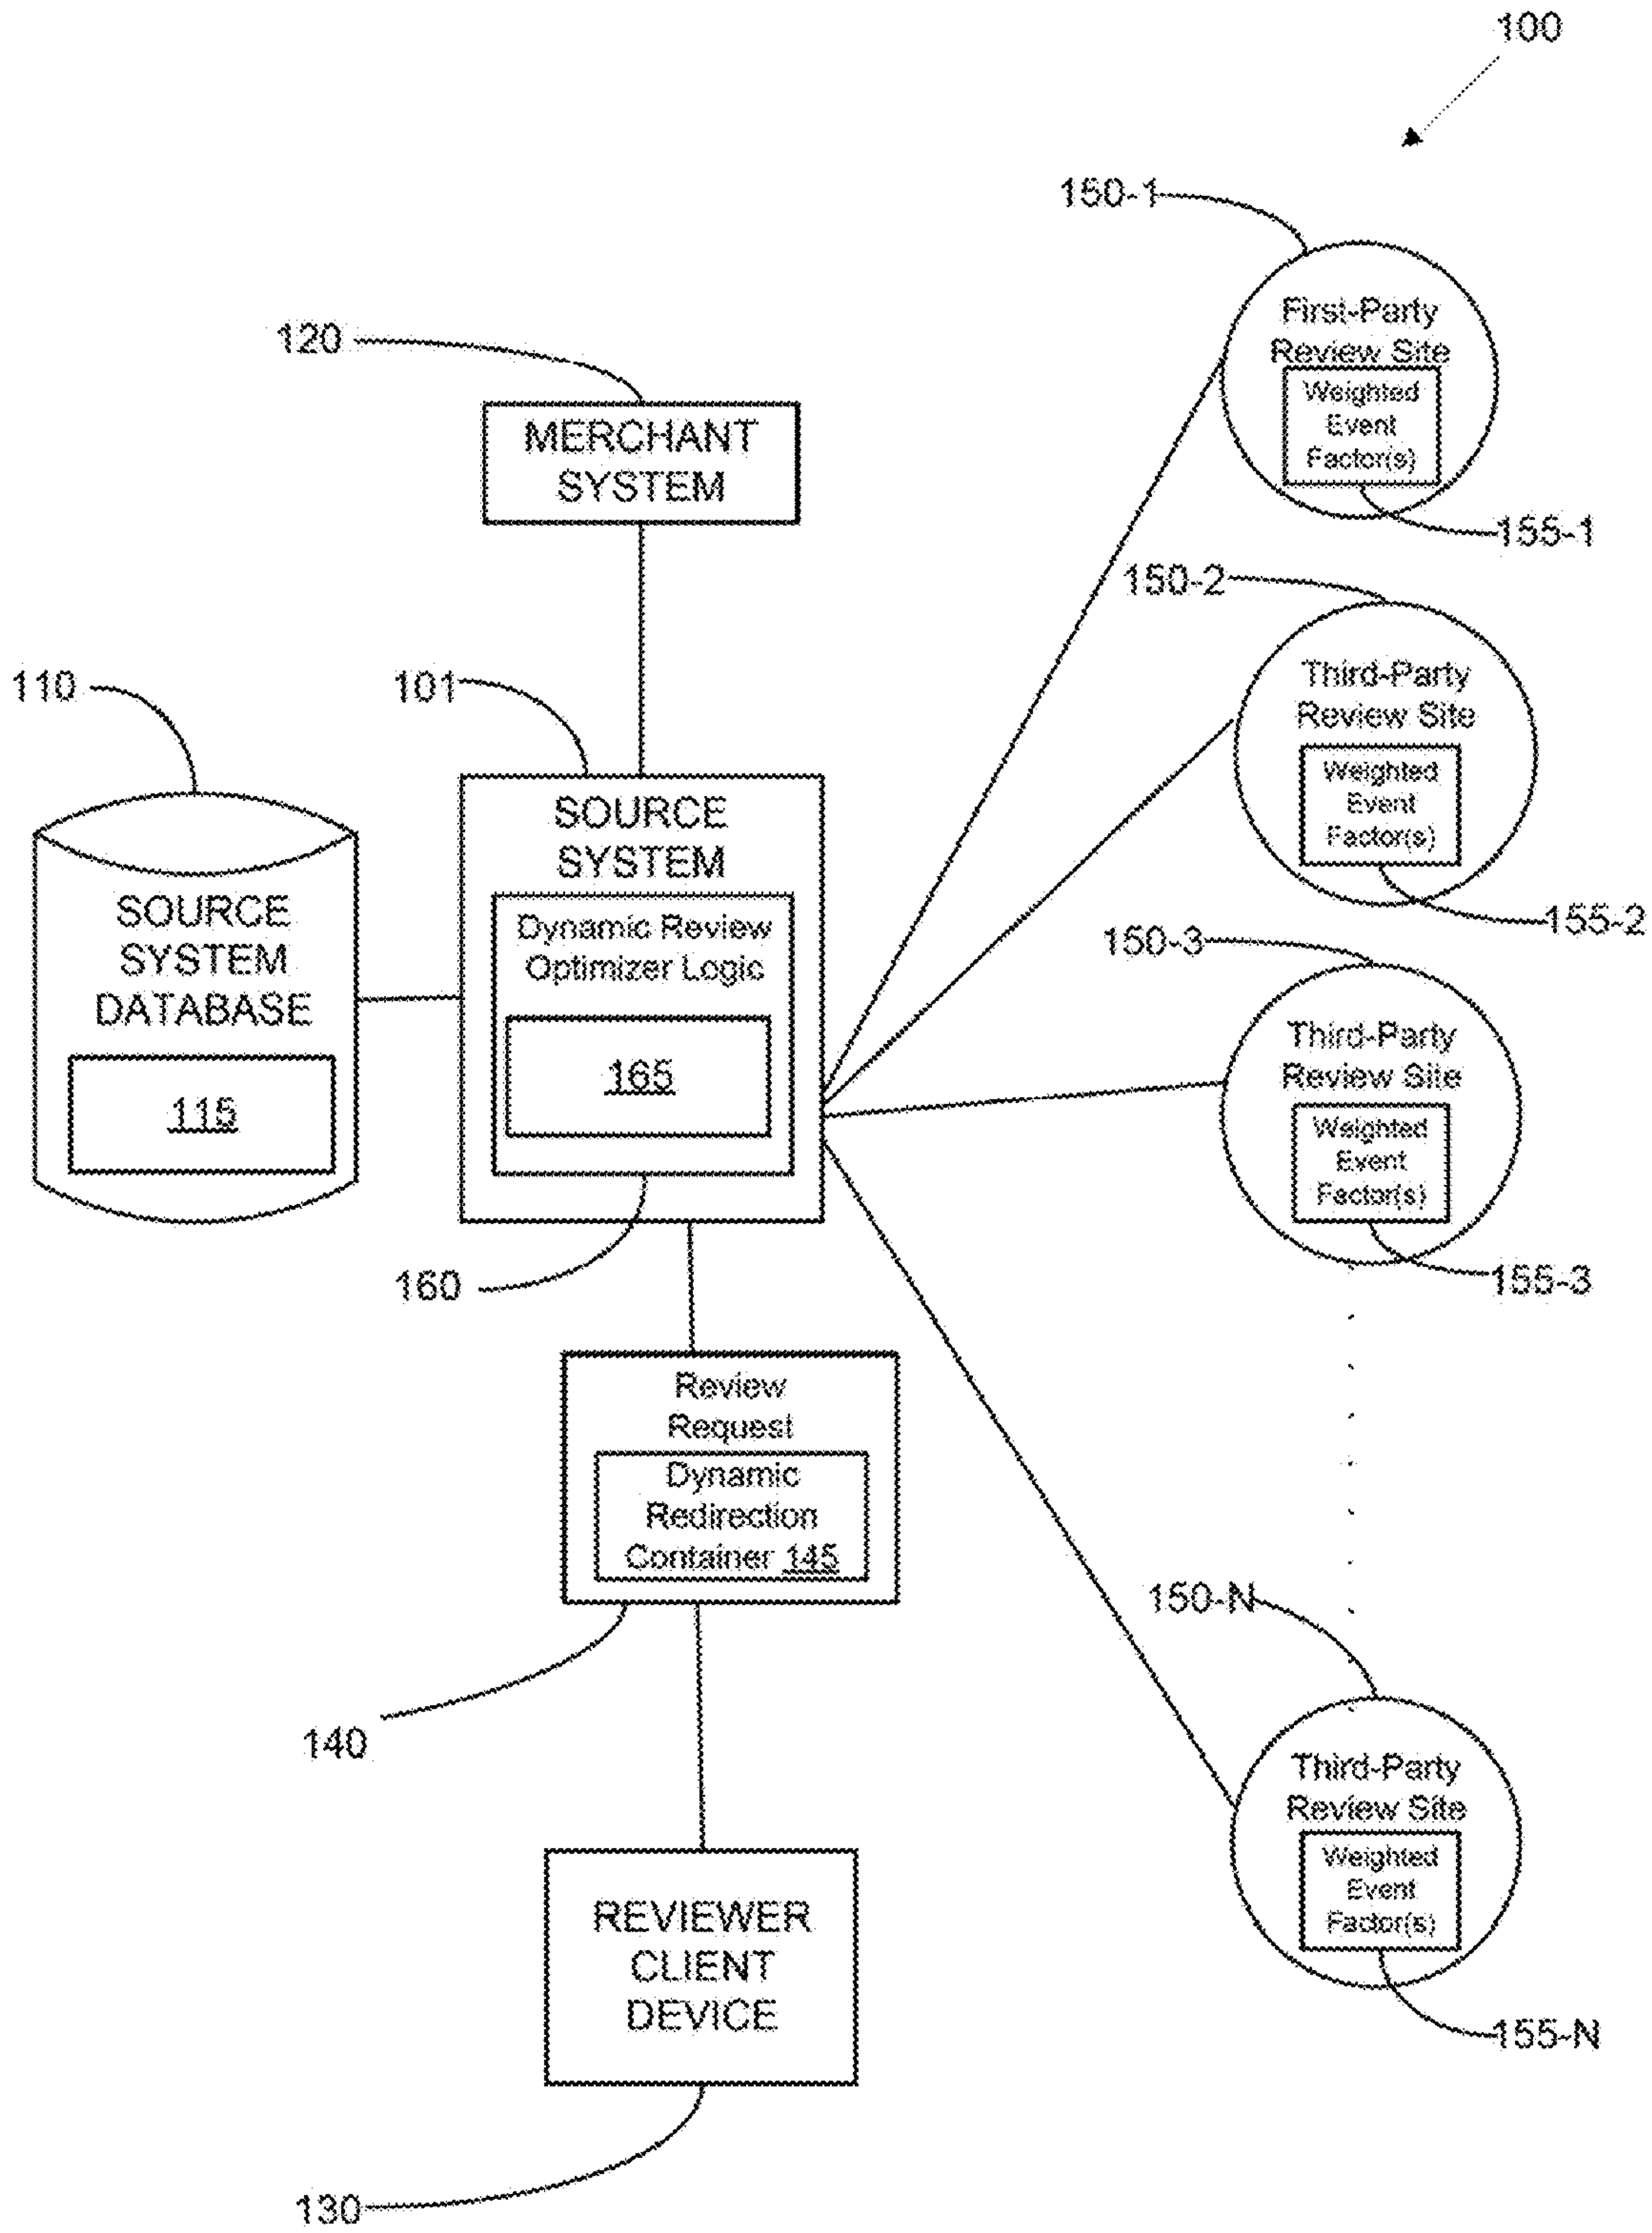 100
150-1
First-Party
Review Site
Weighted
Event
Factor(s)
155-1
120
MERCHANT
SYSTEM
150-2
Third-Party
Review Site
Weighted
Event
Factor(s)
155-2
110
101
SOURCE
SYSTEM
DATABASE
115
SOURCE
SYSTEM
Dynamic Review
Optimizer Logic
165
160
150-3
Third-Party
Review Site
Weighted
Event
Factor(s)
155-3
Review
Request
Dynamic
Redirection
Container 145
140
150-N
Third-Party
Review Site
Weighted
Event
Factor(s)
155-N
REVIEWER
CLIENT
DEVICE
130